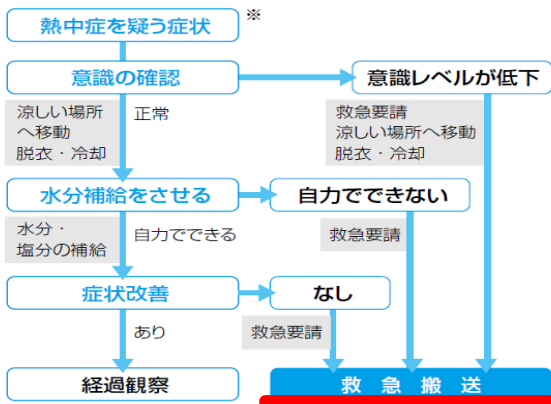 熱中症を疑う症状 ※
意識の確認
意識レベルが低下
涼しい場所
へ移動
脱衣・冷却
正常
救急要請
涼しい場所へ移動
脱衣・冷却
水分補給をさせる
自力でできない
水分・
塩分の補給
自力でできる
救急要請
症状改善
なし
あり
救急要請
経過観察
救急搬送